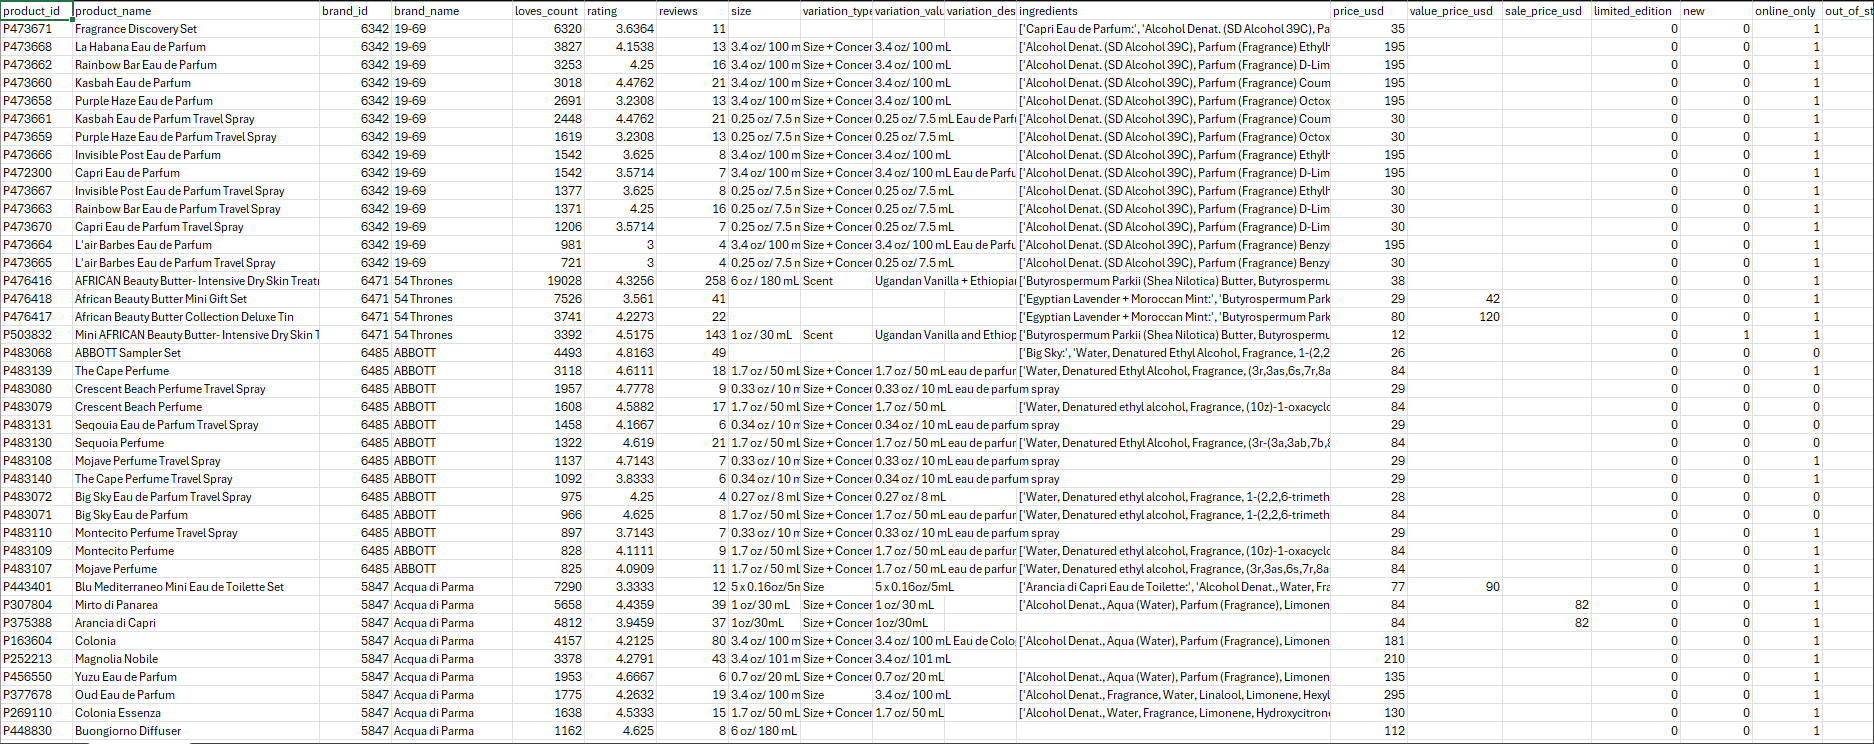 product_id product_name brand_id brand_name loves_count rating reviews size variation_type variation_valu variation_des ingredients price_usd value_price_usd sale_price_usd limited_edition new online_only out_of_st
P473671 Fragrance Discovery Set 6342 19-69 6320 3.6364 11 ['Capri Eau de Parfum:', 'Alcohol Denat. (SD Alcohol 39C), Pa 35 0 0 1
P473668 La Habana Eau de Parfum 6342 19-69 3827 4.1538 13 3.4 oz/ 100 m Size + Concer 3.4 oz/ 100 mL ['Alcohol Denat. (SD Alcohol 39C), Parfum (Fragrance) Ethylh 195 0 0 1
P473662 Rainbow Bar Eau de Parfum 6342 19-69 3253 4.25 16 3.4 oz/ 100 m Size + Concer 3.4 oz/ 100 mL ['Alcohol Denat. (SD Alcohol 39C), Parfum (Fragrance) D-Lim 195 0 0 1
P473660 Kasbah Eau de Parfum 6342 19-69 3018 4.4762 21 3.4 oz/ 100 m Size + Concer 3.4 oz/ 100 mL ['Alcohol Denat. (SD Alcohol 39C), Parfum (Fragrance) Coum 195 0 0 1
P473658 Purple Haze Eau de Parfum 6342 19-69 2691 3.2308 13 3.4 oz/ 100 m Size + Concer 3.4 oz/ 100 mL ['Alcohol Denat. (SD Alcohol 39C), Parfum (Fragrance) Octox 195 0 0 1
P473661 Kasbah Eau de Parfum Travel Spray 6342 19-69 2448 4.4762 21 0.25 oz/ 7.5 m Size + Concer 0.25 oz/ 7.5 mL Eau de Parfu ['Alcohol Denat. (SD Alcohol 39C), Parfum (Fragrance) Coum 30 0 0 1
P473659 Purple Haze Eau de Parfum Travel Spray 6342 19-69 1619 3.2308 13 0.25 oz/ 7.5 m Size + Concer 0.25 oz/ 7.5 mL ['Alcohol Denat. (SD Alcohol 39C), Parfum (Fragrance) Octox 30 0 0 1
P473666 Invisible Post Eau de Parfum 6342 19-69 1542 3.625 8 3.4 oz/ 100 m Size + Concer 3.4 oz/ 100 mL ['Alcohol Denat. (SD Alcohol 39C), Parfum (Fragrance) Ethylh 195 0 0 1
P472300 Capri Eau de Parfum 6342 19-69 1542 3.5714 7 3.4 oz/ 100 m Size + Concer 3.4 oz/ 100 mL Eau de Parfu ['Alcohol Denat. (SD Alcohol 39C), Parfum (Fragrance) D-Lim 195 0 0 1
P473667 Invisible Post Eau de Parfum Travel Spray 6342 19-69 1377 3.625 8 0.25 oz/ 7.5 m Size + Concer 0.25 oz/ 7.5 mL ['Alcohol Denat. (SD Alcohol 39C), Parfum (Fragrance) Ethylh 30 0 0 1
P473663 Rainbow Bar Eau de Parfum Travel Spray 6342 19-69 1371 4.25 16 0.25 oz/ 7.5 m Size + Concer 0.25 oz/ 7.5 mL ['Alcohol Denat. (SD Alcohol 39C), Parfum (Fragrance) D-Lim 30 0 0 1
P473670 Capri Eau de Parfum Travel Spray 6342 19-69 1206 3.5714 7 0.25 oz/ 7.5 m Size + Concer 0.25 oz/ 7.5 mL ['Alcohol Denat. (SD Alcohol 39C), Parfum (Fragrance) D-Lim 30 0 0 1
P473664 L'air Barbes Eau de Parfum 6342 19-69 981 3 4 3.4 oz/ 100 m Size + Concer 3.4 oz/ 100 mL Eau de Parfu ['Alcohol Denat. (SD Alcohol 39C), Parfum (Fragrance) Benzy 195 0 0 1
P473665 L'air Barbes Eau de Parfum Travel Spray 6342 19-69 721 3 4 0.25 oz/ 7.5 m Size + Concer 0.25 oz/ 7.5 mL ['Alcohol Denat. (SD Alcohol 39C), Parfum (Fragrance) Benzy 30 0 0 1
P476416 AFRICAN Beauty Butter- Intensive Dry Skin Treatr 6471 54 Thrones 19028 4.3256 258 6 oz / 180 mL Scent Ugandan Vanilla + Ethiopiar ['Butyrospermum Parkii (Shea Nilotica) Butter, Butyrospermu 38 0 0 1
P476418 African Beauty Butter Mini Gift Set 6471 54 Thrones 7526 3.561 41 ['Egyptian Lavender + Moroccan Mint:', 'Butyrospermum Park 29 42 0 0 1
P476417 African Beauty Butter Collection Deluxe Tin 6471 54 Thrones 3741 4.2273 22 ['Egyptian Lavender + Moroccan Mint:', 'Butyrospermum Park 80 120 0 0 1
P503832 Mini AFRICAN Beauty Butter- Intensive Dry Skin T 6471 54 Thrones 3392 4.5175 143 1 oz / 30 mL Scent Ugandan Vanilla and Ethiop ['Butyrospermum Parkii (Shea Nilotica) Butter, Butyrospermu 12 0 1 1
P483068 ABBOTT Sampler Set 6485 ABBOTT 4493 4.8163 49 ['Big Sky:', 'Water, Denatured Ethyl Alcohol, Fragrance, 1-(2,2 26 0 0 0
P483139 The Cape Perfume 6485 ABBOTT 3118 4.6111 18 1.7 oz / 50 mL Size + Concer 1.7 oz / 50 mL eau de parfur ['Water, Denatured Ethyl Alcohol, Fragrance, (3r,3as,6s,7r,8a 84 0 0 1
P483080 Crescent Beach Perfume Travel Spray 6485 ABBOTT 1957 4.7778 9 0.33 oz / 10 m Size + Concer 0.33 oz / 10 mL eau de parfum spray 29 0 0 0
P483079 Crescent Beach Perfume 6485 ABBOTT 1608 4.5882 17 1.7 oz / 50 mL Size + Concer 1.7 oz / 50 mL ['Water, Denatured ethyl alcohol, Fragrance, (10z)-1-oxacyclo 84 0 0 0
P483131 Seqouia Eau de Parfum Travel Spray 6485 ABBOTT 1458 4.1667 6 0.34 oz / 10 m Size + Concer 0.34 oz / 10 mL eau de parfum spray 29 0 0 0
P483130 Sequoia Perfume 6485 ABBOTT 1322 4.619 21 1.7 oz / 50 mL Size + Concer 1.7 oz / 50 mL eau de parfur ['Water, Denatured Ethyl Alcohol, Fragrance, (3r-(3a,3ab,7b,8 84 0 0 0
P483108 Mojave Perfume Travel Spray 6485 ABBOTT 1137 4.7143 7 0.33 oz / 10 m Size + Concer 0.33 oz / 10 mL eau de parfum spray 29 0 0 1
P483140 The Cape Perfume Travel Spray 6485 ABBOTT 1092 3.8333 6 0.34 oz / 10 m Size + Concer 0.34 oz / 10 mL eau de parfum spray 29 0 0 1
P483072 Big Sky Eau de Parfum Travel Spray 6485 ABBOTT 975 4.25 4 0.27 oz / 8 mL Size + Concer 0.27 oz / 8 mL ['Water, Denatured ethyl alcohol, Fragrance, 1-(2,2,6-trimeth 28 0 0 0
P483071 Big Sky Eau de Parfum 6485 ABBOTT 966 4.625 8 1.7 oz / 50 mL Size + Concer 1.7 oz / 50 mL eau de parfur ['Water, Denatured ethyl alcohol, Fragrance, 1-(2,2,6-trimeth 84 0 0 0
P483110 Montecito Perfume Travel Spray 6485 ABBOTT 897 3.7143 7 0.33 oz / 10 m Size + Concer 0.33 oz / 10 mL eau de parfum spray 29 0 0 1
P483109 Montecito Perfume 6485 ABBOTT 828 4.1111 9 1.7 oz / 50 mL Size + Concer 1.7 oz / 50 mL eau de parfur ['Water, Denatured ethyl alcohol, Fragrance, (10z)-1-oxacyclo 84 0 0 1
P483107 Mojave Perfume 6485 ABBOTT 825 4.0909 11 1.7 oz / 50 mL Size + Concer 1.7 oz / 50 mL eau de parfur ['Water, Denatured ethyl alcohol, Fragrance, (3r,3as,6s,7r,8a 84 0 0 1
P443401 Blu Mediterraneo Mini Eau de Toilette Set 5847 Acqua di Parma 7290 3.3333 12 5 x 0.16oz/5m Size 5 x 0.16oz/5mL ['Arancia di Capri Eau de Toilette:', 'Alcohol Denat., Water, Fra 77 90 0 0 1
P307804 Mirto di Panarea 5847 Acqua di Parma 5658 4.4359 39 1 oz/ 30 mL Size + Concer 1 oz/ 30 mL ['Alcohol Denat., Aqua (Water), Parfum (Fragrance), Limonen 84 82 0 0 1
P375388 Arancia di Capri 5847 Acqua di Parma 4812 3.9459 37 1oz/30mL Size + Concer 1oz/30mL 84 82 0 0 1
P163604 Colonia 5847 Acqua di Parma 4157 4.2125 80 3.4 oz/ 100 m Size + Concer 3.4 oz/ 100 mL Eau de Colo ['Alcohol Denat., Aqua (Water), Parfum (Fragrance), Limonen 181 0 0 1
P252213 Magnolia Nobile 5847 Acqua di Parma 3378 4.2791 43 3.4 oz/ 101 m Size + Concer 3.4 oz/ 101 mL 210 0 0 1
P456550 Yuzu Eau de Parfum 5847 Acqua di Parma 1953 4.6667 6 0.7 oz/ 20 mL Size + Concer 0.7 oz/ 20 mL ['Alcohol Denat., Aqua (Water), Parfum (Fragrance), Limonen 135 0 0 1
P377678 Oud Eau de Parfum 5847 Acqua di Parma 1775 4.2632 19 3.4 oz/ 100 m Size 3.4 oz/ 100 mL ['Alcohol Denat., Fragrance, Water, Linalool, Limonene, Hexyl 295 0 0 1
P269110 Colonia Essenza 5847 Acqua di Parma 1638 4.5333 15 1.7 oz/ 50 mL Size + Concer 1.7 oz/ 50 mL ['Alcohol Denat., Water, Fragrance, Limonene, Hydroxycitrone 130 0 0 1
P448830 Buongiorno Diffuser 5847 Acqua di Parma 1162 4.625 8 6 oz/ 180 mL 112 0 0 1